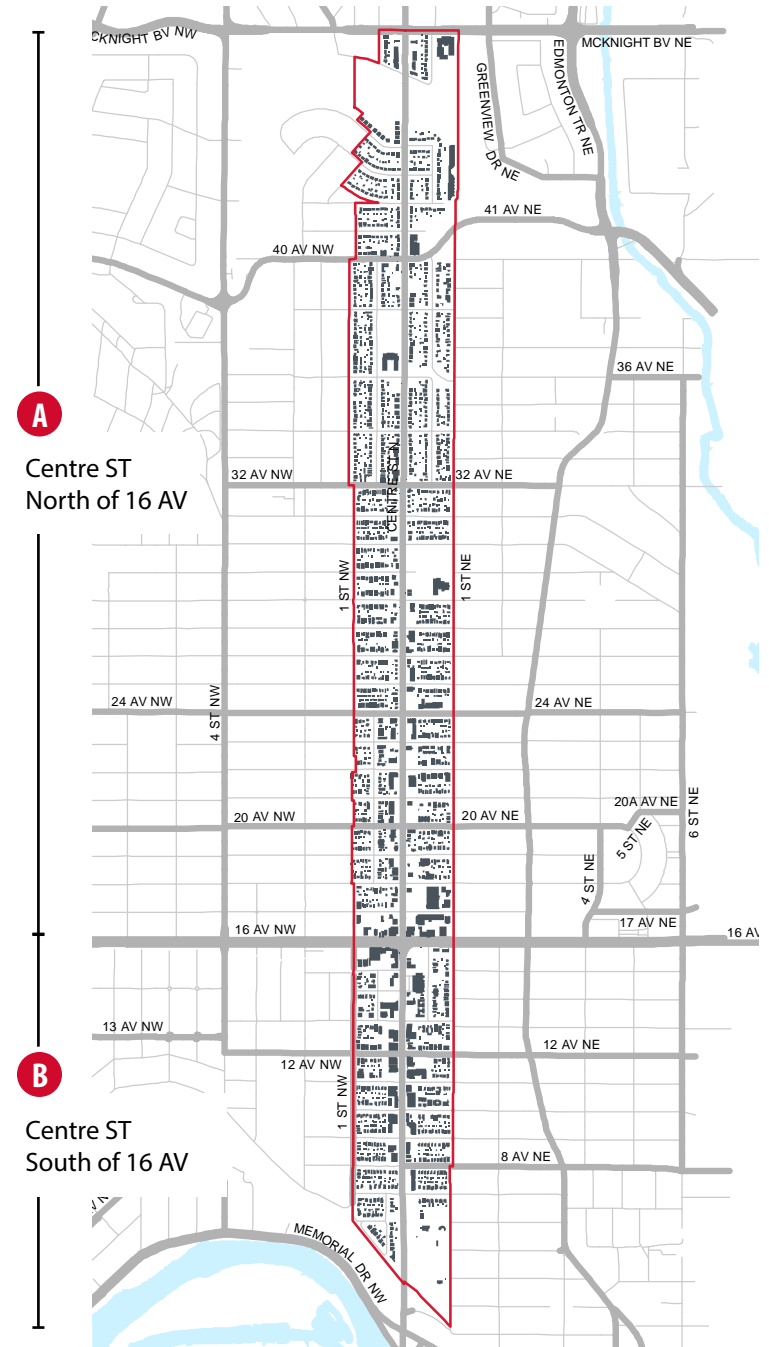 CKNIGHT BV NW
MCKNIGHT BV NE
GREENVIEW
DR NE
EDMONTON TR NE
41 AV NE
40 AV NW
36 AV NE
A
Centre ST
North of 16 AV
32 AV NW
CENTRE ST N
32 AV NE
1 ST NW
1 ST NE
24 AV NW
4 ST NW
24 AV NE
20A AV NE
20 AV NW
20 AV NE
5 ST NE
6 ST NE
4 ST NE
17 AV NE
16 AV NW
16 AV
13 AV NW
12 AV NE
12 AV NW
B
1 ST NW
Centre ST
South of 16 AV
8 AV NE
MEMORIAL DR NW